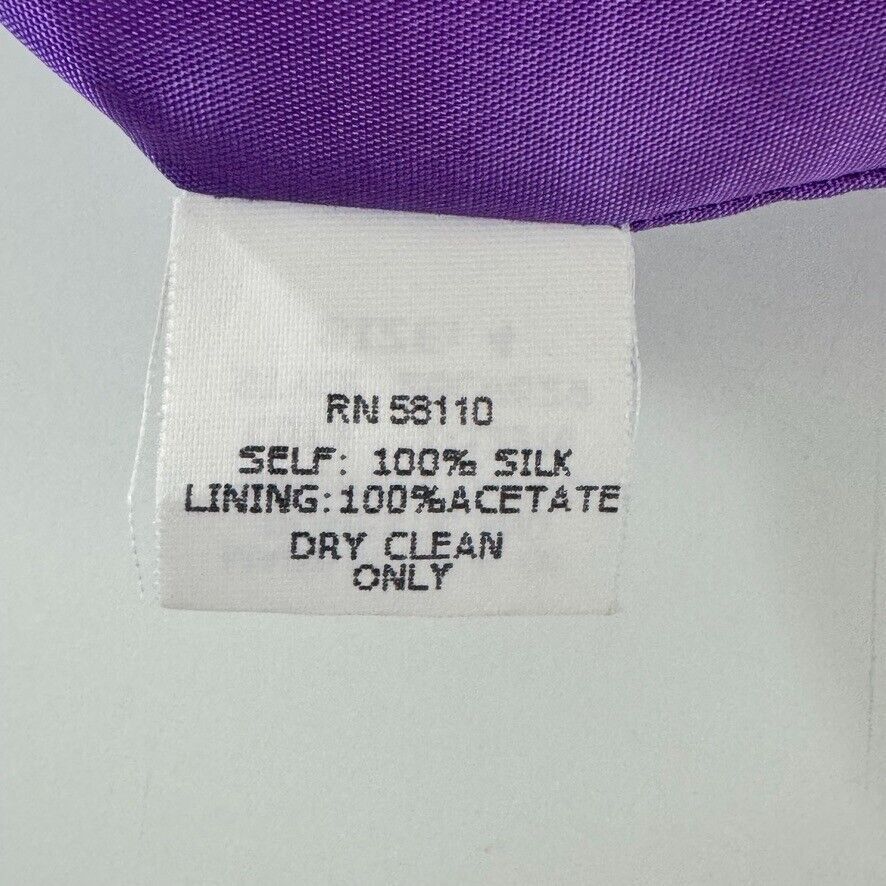 RN 58110
SELF: 100% SILK
LINING:100%ACETATE
DRY CLEAN
ONLY